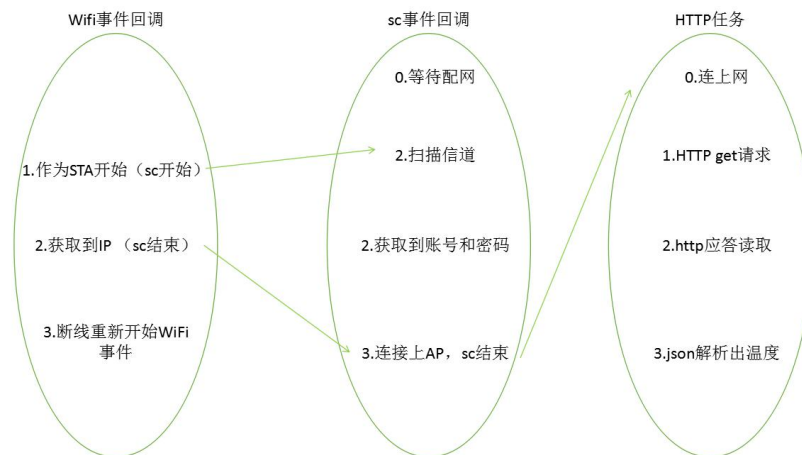 Wifi事件回调
1.作为STA开始（sc开始）
2.获取到IP （sc结束）
3.断线重新开始WiFi
事件
sc事件回调
0.等待配网
2.扫描信道
2.获取到账号和密码
3.连接上AP，sc结束
HTTP任务
0.连上网
1.HTTP get请求
2.http应答读取
3.json解析出温度